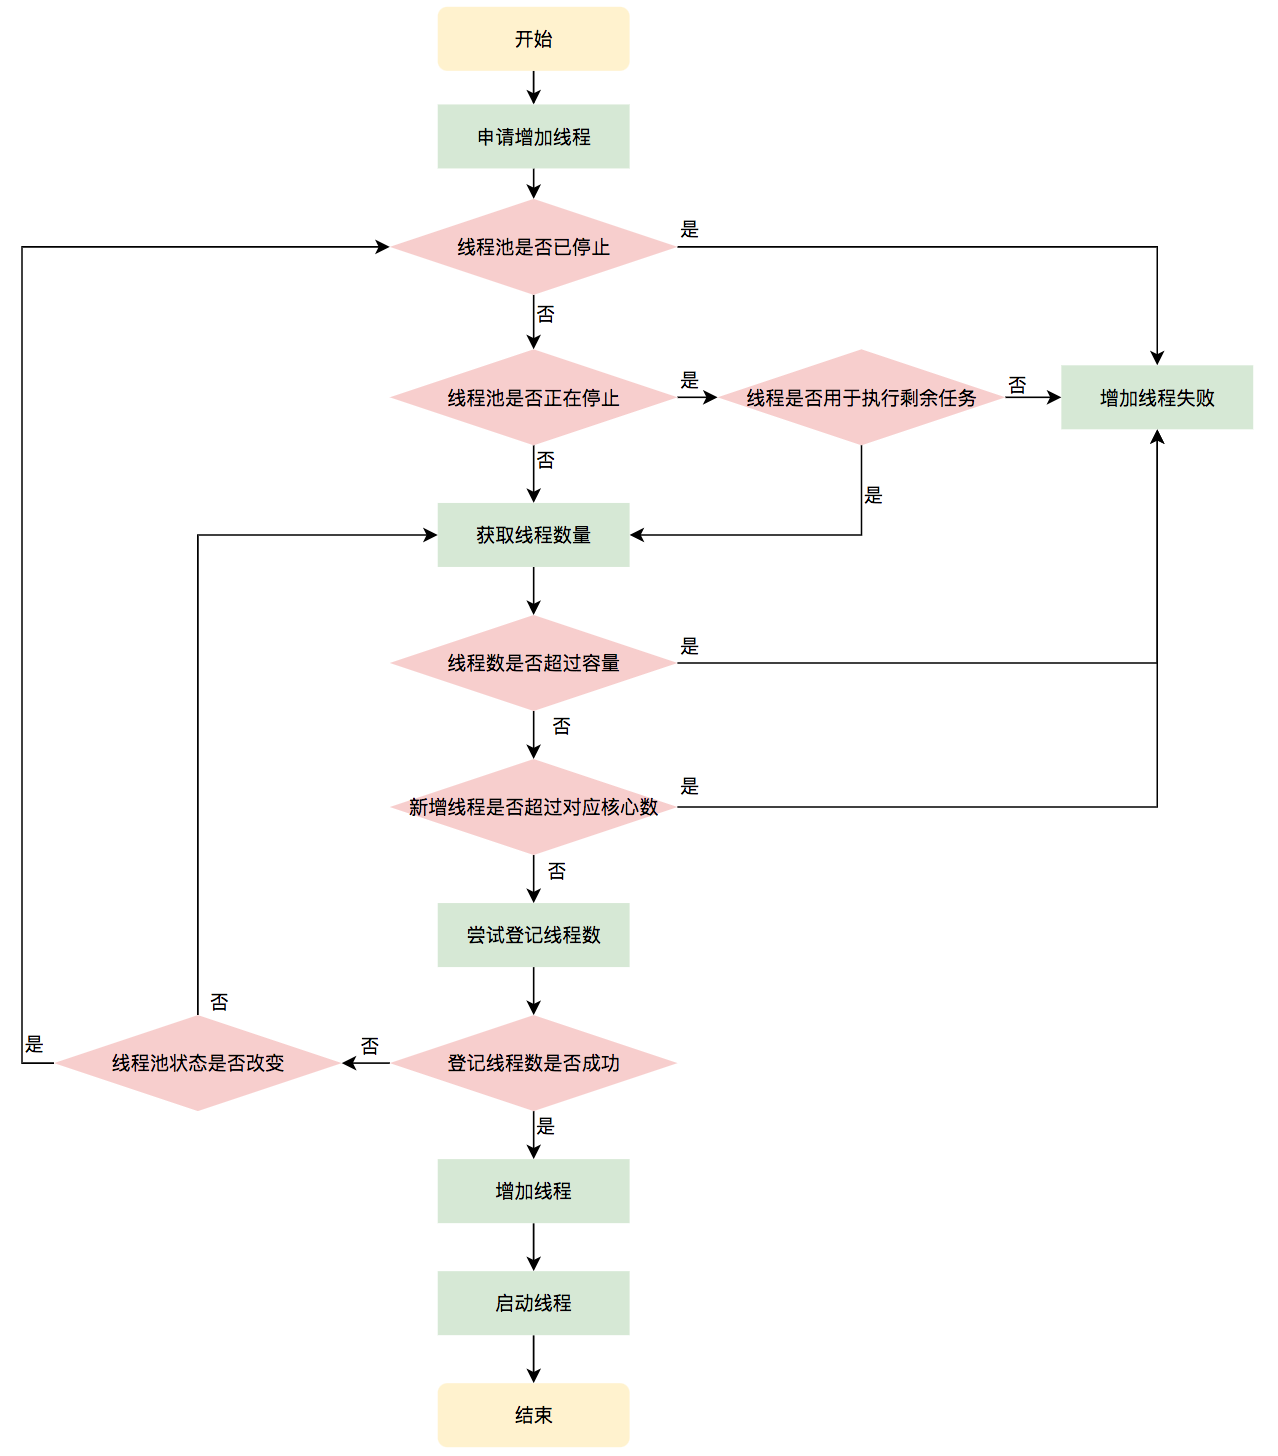 开始
申请增加线程
线程池是否已停止
是
否
线程池是否正在停止
是
线程是否用于执行剩余任务
否
增加线程失败
否
是
获取线程数量
线程数是否超过容量
是
否
新增线程是否超过对应核心数
是
否
尝试登记线程数
否
是
线程池状态是否改变
否
登记线程数是否成功
是
增加线程
启动线程
结束